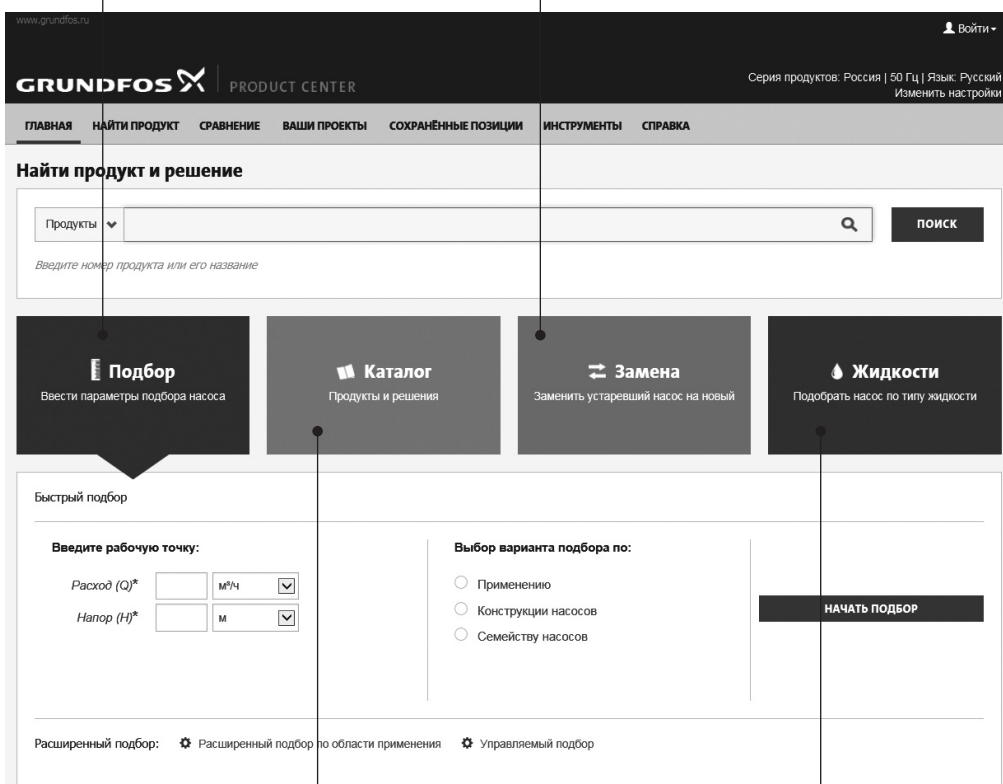 www.grundfos.ru
Войти
GRUNDFOS PRODUCT CENTER
Серия продуктов: Россия | 50 Гц | Язык: Русский
Изменить настройки
ГЛАВНАЯ НАЙТИ ПРОДУКТ СРАВНЕНИЕ ВАШИ ПРОЕКТЫ СОХРАНЁННЫЕ ПОЗИЦИИ ИНСТРУМЕНТЫ СПРАВКА
Найти продукт и решение
Продукты ПОИСК
Введите номер продукта или его название
Подбор
Ввести параметры подбора насоса
Каталог
Продукты и решения
Замена
Заменить устаревший насос на новый
Жидкости
Подобрать насос по типу жидкости
Быстрый подбор
Введите рабочую точку:
Расход (Q)* м³/ч
Напор (H)* м
Выбор варианта подбора по:
Применению
Конструкции насосов
Семейству насосов
НАЧАТЬ ПОДБОР
Расширенный подбор: Расширенный подбор по области применения Управляемый подбор